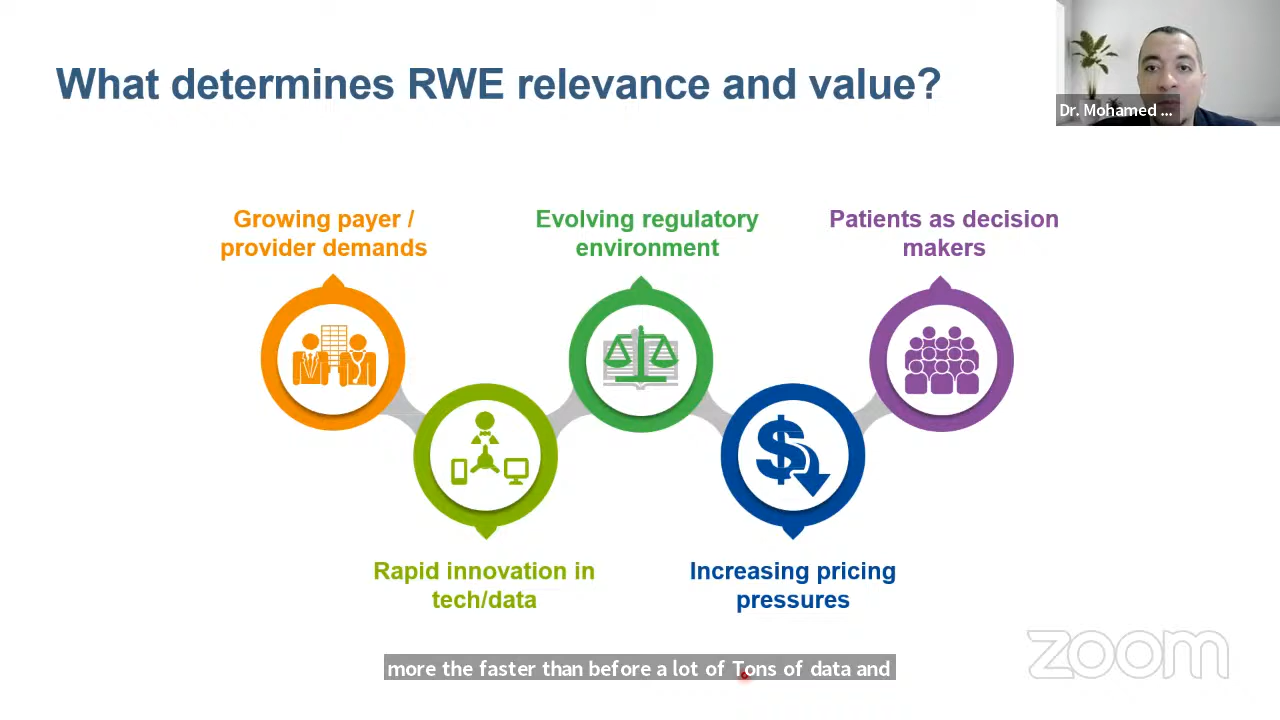 What determines RWE relevance and value?
Dr. Mohamed ...
Growing payer /
provider demands
Evolving regulatory
environment
Patients as decision
makers
$
Rapid innovation in
tech/data
Increasing pricing
pressures
zoom
more the faster than before a lot of Tons of data and